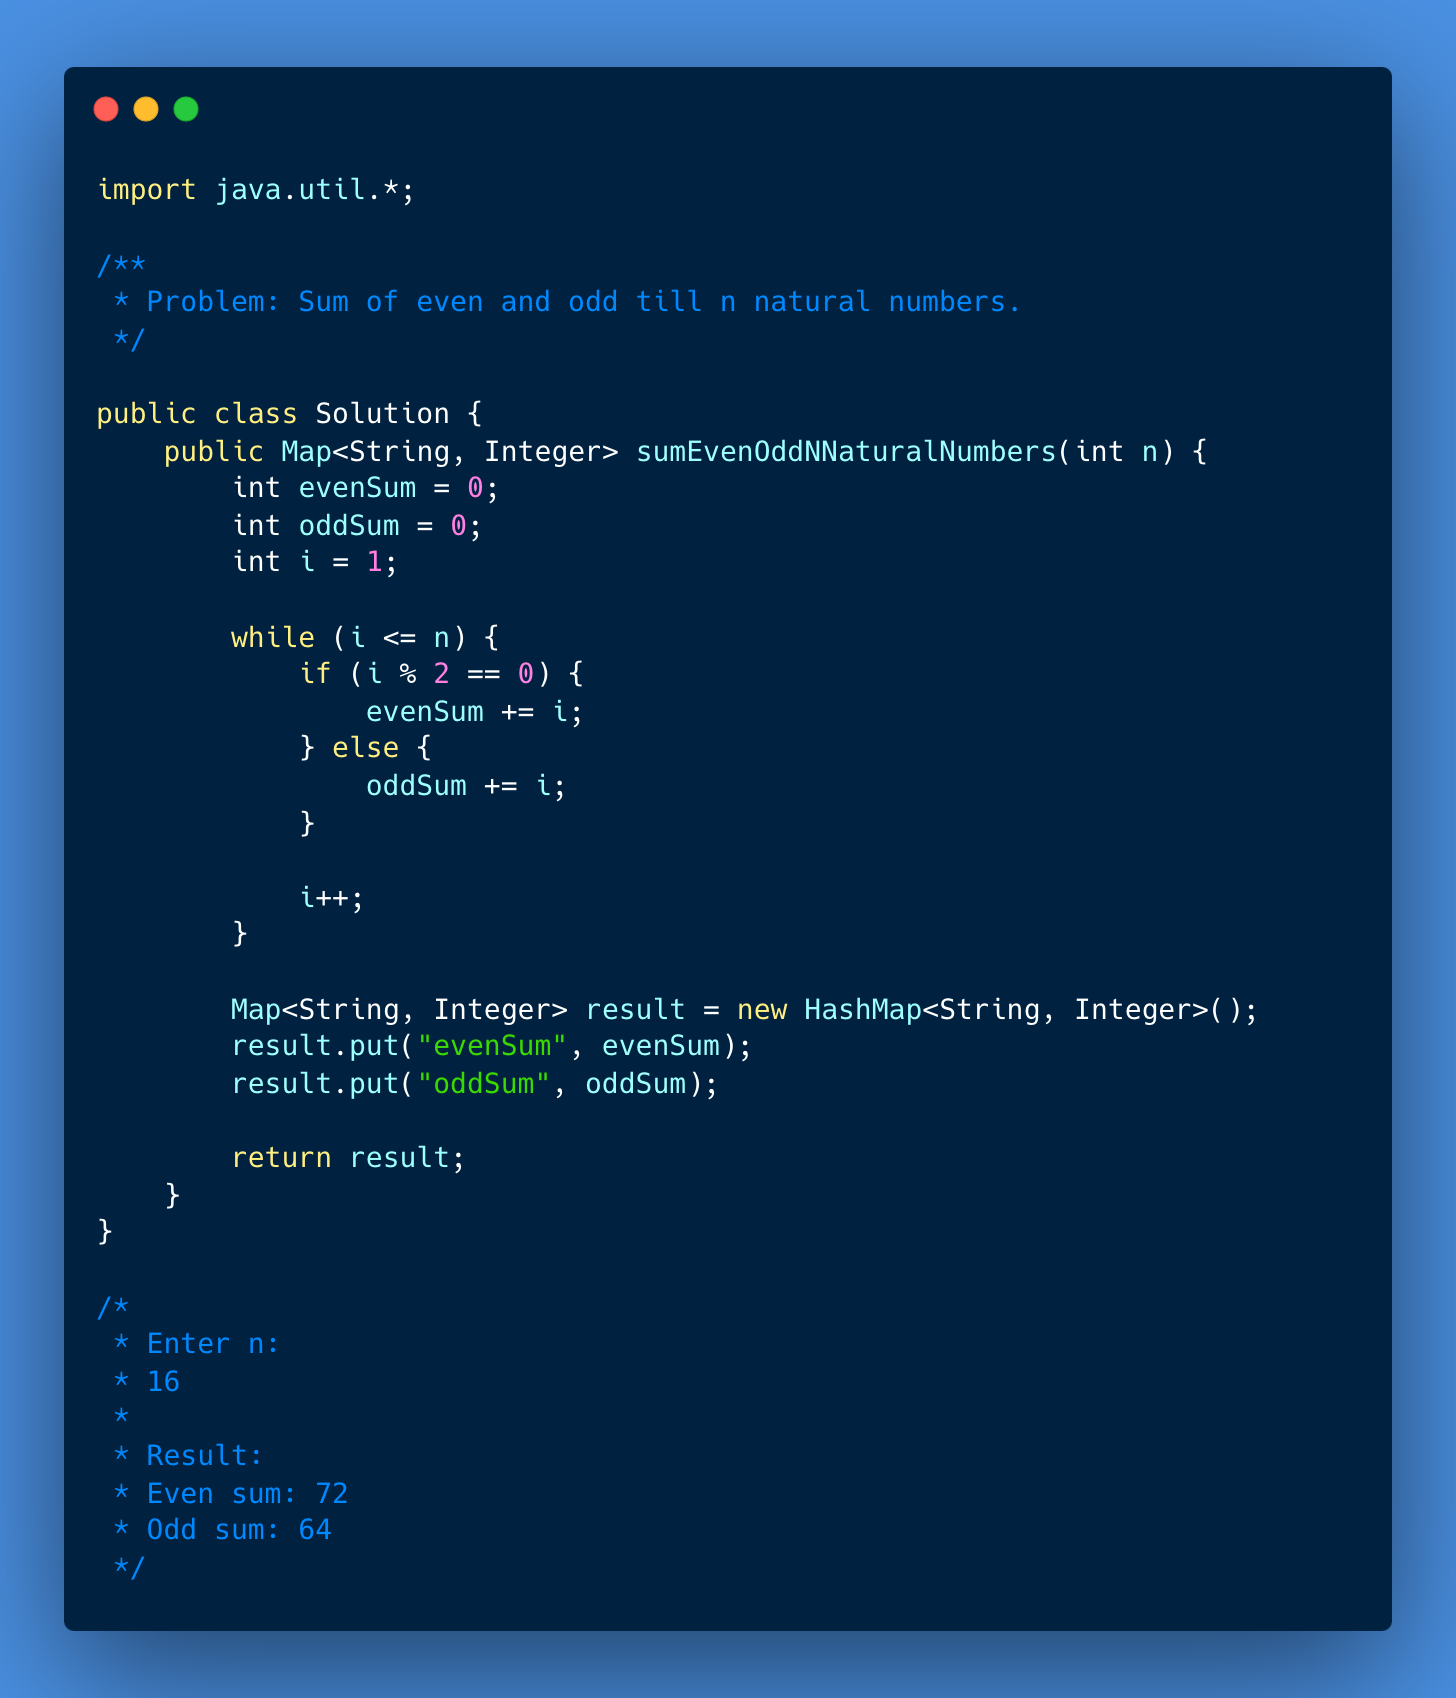 import java.util.*;

/**
 * Problem: Sum of even and odd till n natural numbers.
 */

public class Solution {
    public Map<String, Integer> sumEvenOddNNaturalNumbers(int n) {
        int evenSum = 0;
        int oddSum = 0;
        int i = 1;

        while (i <= n) {
            if (i % 2 == 0) {
                evenSum += i;
            } else {
                oddSum += i;
            }

            i++;
        }

        Map<String, Integer> result = new HashMap<String, Integer>();
        result.put("evenSum", evenSum);
        result.put("oddSum", oddSum);

        return result;
    }
}

/*
 * Enter n:
 * 16
 *
 * Result:
 * Even sum: 72
 * Odd sum: 64
 */